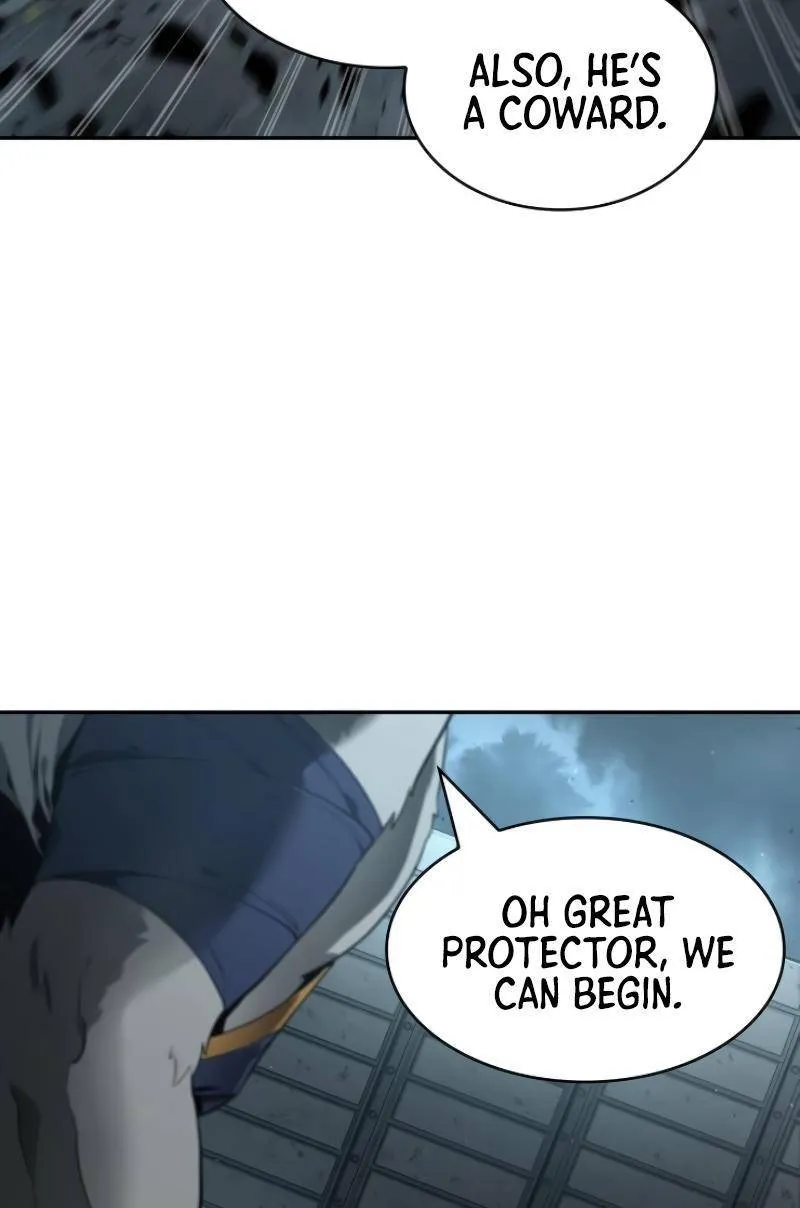 ALSO, HE'S
A COWARD.
OH GREAT
PROTECTOR, WE
CAN BEGIN.